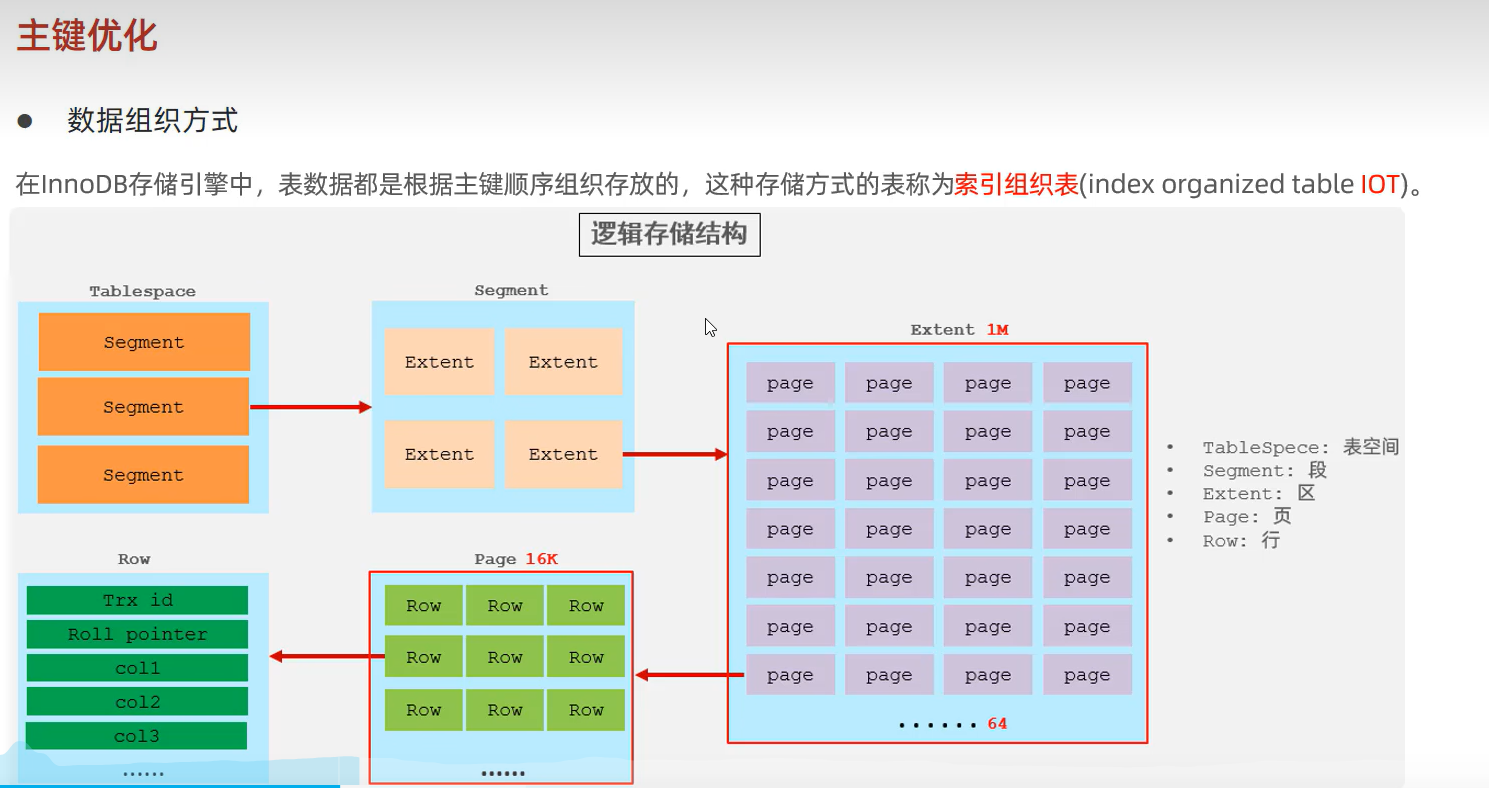 主键优化
● 数据组织方式
在InnoDB存储引擎中，表数据都是根据主键顺序组织存放的，这种存储方式的表称为索引组织表(index organized table IOT)。
逻辑存储结构
Tablespace
Segment
Segment
Segment
Segment
Extent Extent
Extent Extent
Extent 1M
page page page page
page page page page
page page page page
page page page page
page page page page
page page page page
page page page page
...... 64
• TableSpece: 表空间
• Segment: 段
• Extent: 区
• Page: 页
• Row: 行
Row
Trx id
Roll pointer
col1
col2
col3
......
Page 16K
Row Row Row
Row Row Row
Row Row Row
......